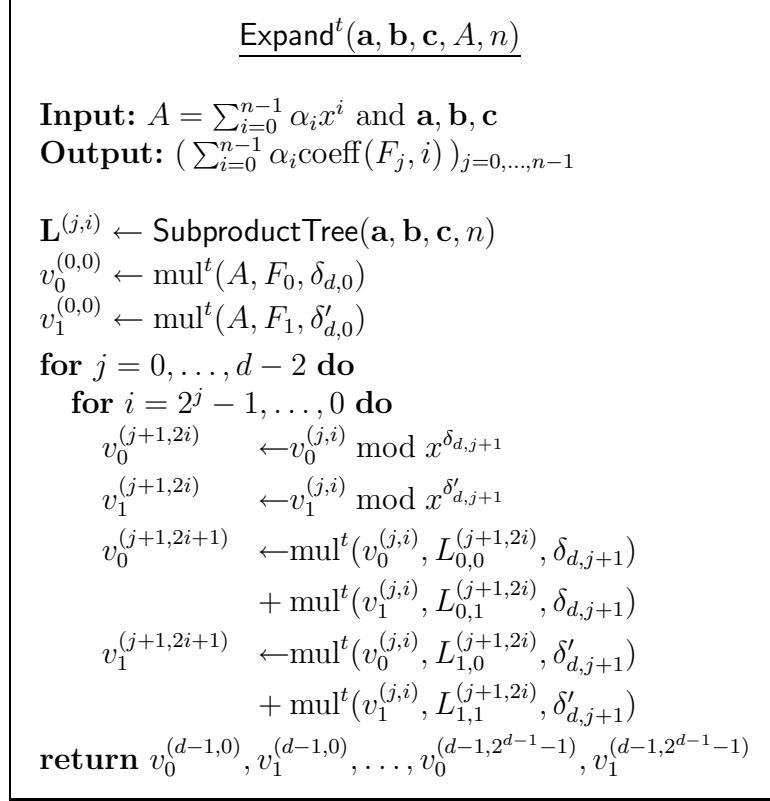 Expand^t(a, b, c, A, n)
Input: A = ∑_{i=0}^{n−1} α_i x^i and a, b, c
Output: ( ∑_{i=0}^{n−1} α_i coeff(F_j, i) )_{j=0,...,n−1}
L^{(j,i)} ← SubproductTree(a, b, c, n)
v_0^{(0,0)} ← mul^t(A, F_0, δ_{d,0})
v_1^{(0,0)} ← mul^t(A, F_1, δ′_{d,0})
for j = 0, . . . , d − 2 do
for i = 2^j − 1, . . . , 0 do
v_0^{(j+1,2i)} ← v_0^{(j,i)} mod x^{δ_{d,j+1}}
v_1^{(j+1,2i)} ← v_1^{(j,i)} mod x^{δ′_{d,j+1}}
v_0^{(j+1,2i+1)} ← mul^t(v_0^{(j,i)}, L_{0,0}^{(j+1,2i)}, δ_{d,j+1})
+ mul^t(v_1^{(j,i)}, L_{0,1}^{(j+1,2i)}, δ_{d,j+1})
v_1^{(j+1,2i+1)} ← mul^t(v_0^{(j,i)}, L_{1,0}^{(j+1,2i)}, δ′_{d,j+1})
+ mul^t(v_1^{(j,i)}, L_{1,1}^{(j+1,2i)}, δ′_{d,j+1})
return v_0^{(d−1,0)}, v_1^{(d−1,0)}, . . . , v_0^{(d−1,2^{d−1}−1)}, v_1^{(d−1,2^{d−1}−1)}